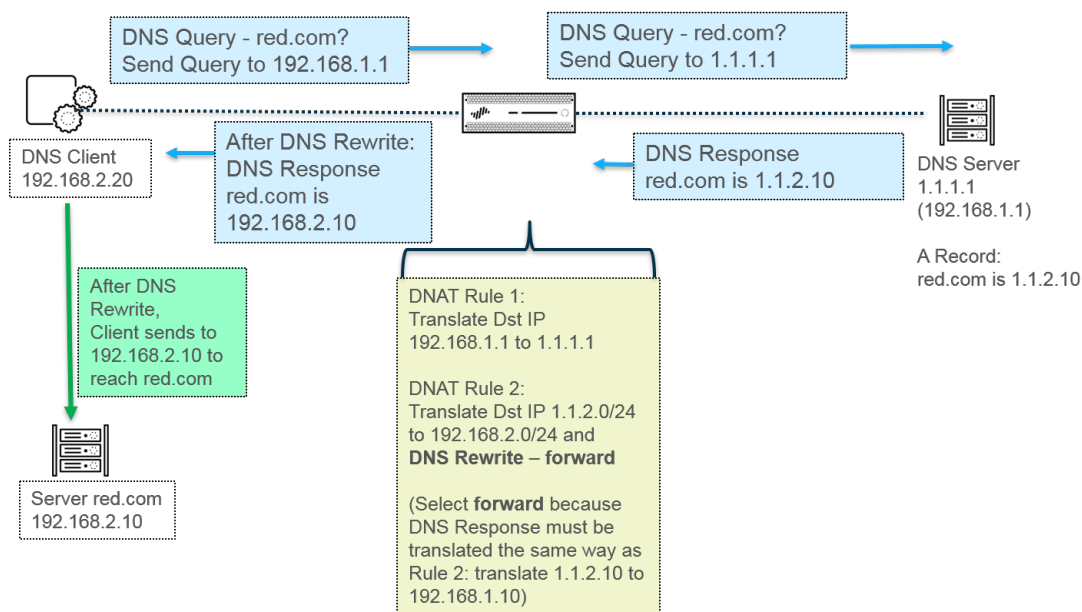 DNS Query - red.com?
Send Query to 192.168.1.1
DNS Query - red.com?
Send Query to 1.1.1.1
DNS Client
192.168.2.20
After DNS Rewrite:
DNS Response
red.com is
192.168.2.10
DNS Response
red.com is 1.1.2.10
DNS Server
1.1.1.1
(192.168.1.1)
A Record:
red.com is 1.1.2.10
After DNS
Rewrite,
Client sends to
192.168.2.10 to
reach red.com
Server red.com
192.168.2.10
DNAT Rule 1:
Translate Dst IP
192.168.1.1 to 1.1.1.1
DNAT Rule 2:
Translate Dst IP 1.1.2.0/24
to 192.168.2.0/24 and
DNS Rewrite – forward
(Select forward because
DNS Response must be
translated the same way as
Rule 2: translate 1.1.2.10 to
192.168.1.10)